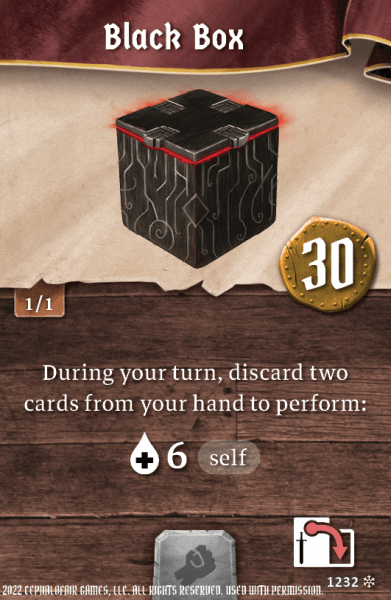 Black Box
30
1/1
During your turn, discard two
cards from your hand to perform:
6 self
1232
2022 CEPHALOFAIR GAMES, LLC. ALL RIGHTS RESERVED. USED WITH PERMISSION.